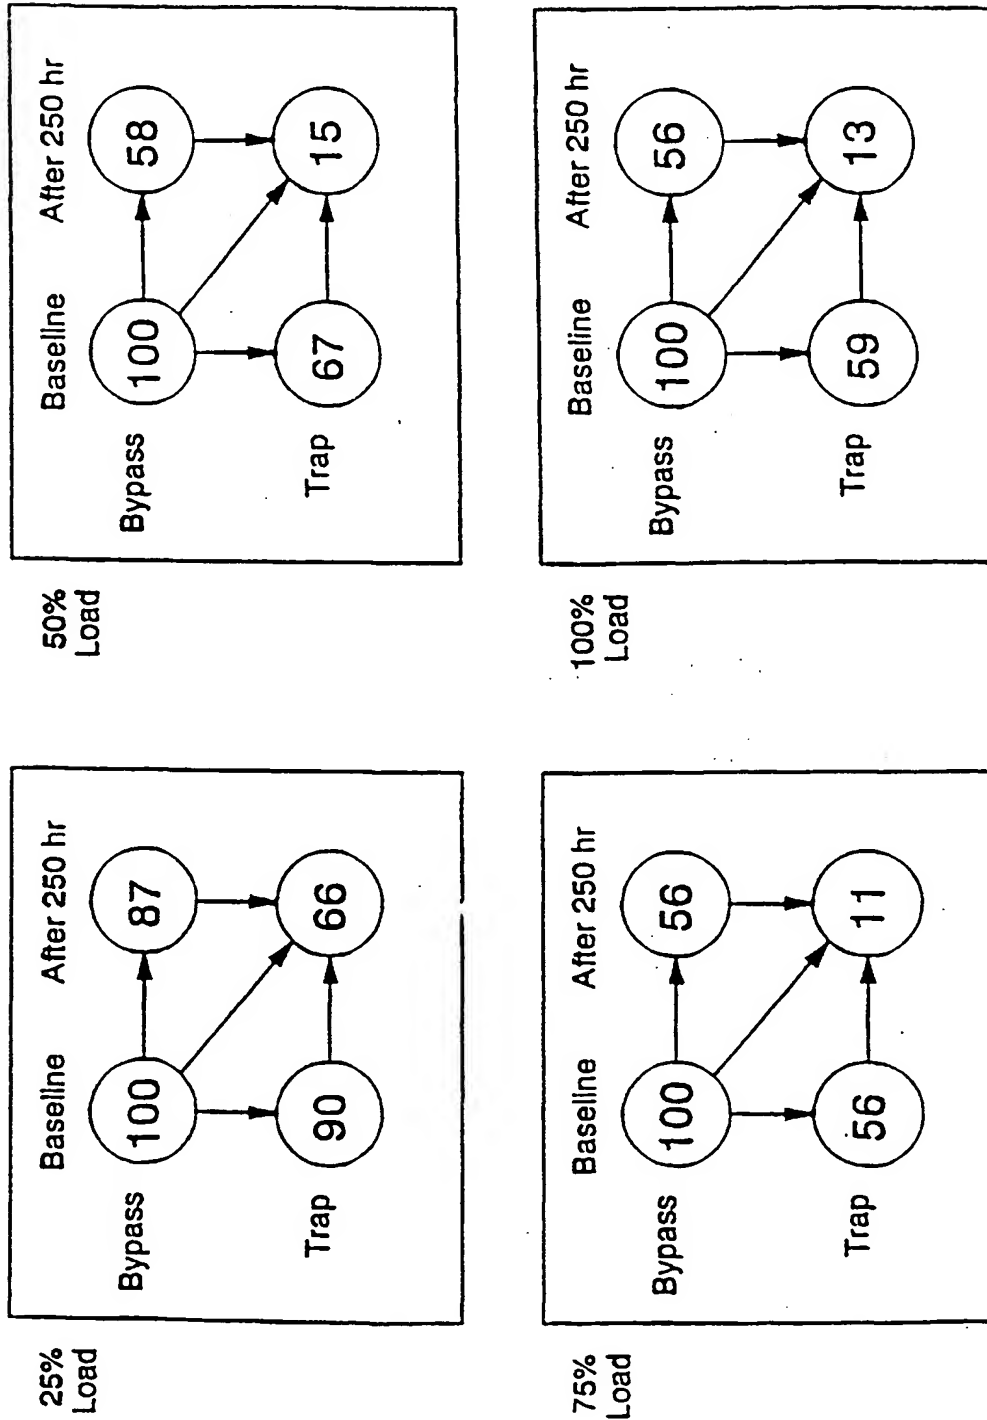 25%
Load
Baseline After 250 hr
Bypass 100 87
Trap 90 66
50%
Load
Baseline After 250 hr
Bypass 100 58
Trap 67 15
75%
Load
Baseline After 250 hr
Bypass 100 56
Trap 56 11
100%
Load
Baseline After 250 hr
Bypass 100 56
Trap 59 13